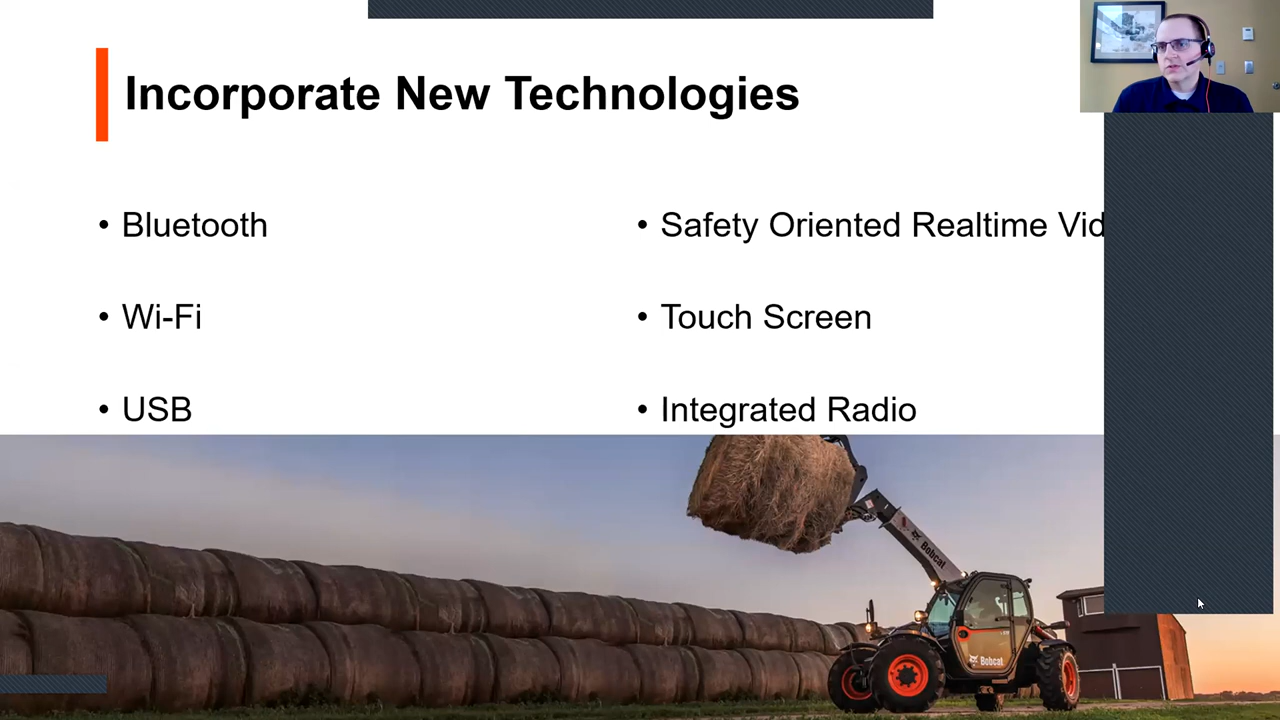 Incorporate New Technologies
• Bluetooth
• Wi-Fi
• USB
• Safety Oriented Realtime Vid
• Touch Screen
• Integrated Radio
Bobcat
Bobcat